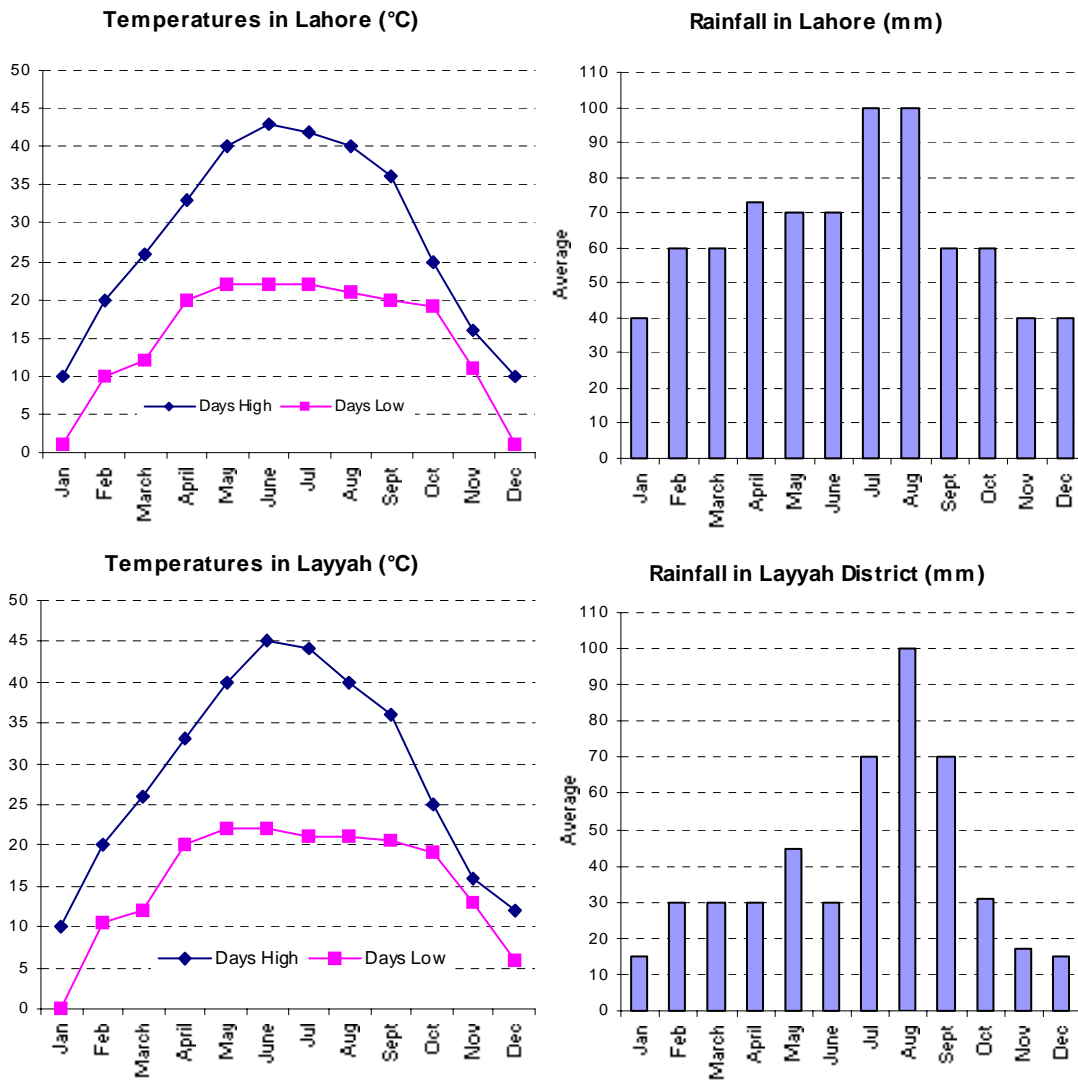 Temperatures in Lahore (°C)
50
45
40
35
30
25
20
15
10
5
0
Days High
Days Low
Jan
Feb
March
April
May
June
Jul
Aug
Sept
Oct
Nov
Dec
Rainfall in Lahore (mm)
Average
110
100
90
80
70
60
50
40
30
20
10
0
Jan
Feb
March
April
May
June
Jul
Aug
Sept
Oct
Nov
Dec
Temperatures in Layyah (°C)
50
45
40
35
30
25
20
15
10
5
0
Days High
Days Low
Jan
Feb
March
April
May
June
Jul
Aug
Sept
Oct
Nov
Dec
Rainfall in Layyah District (mm)
Average
110
100
90
80
70
60
50
40
30
20
10
0
Jan
Feb
March
April
May
June
Jul
Aug
Sept
Oct
Nov
Dec